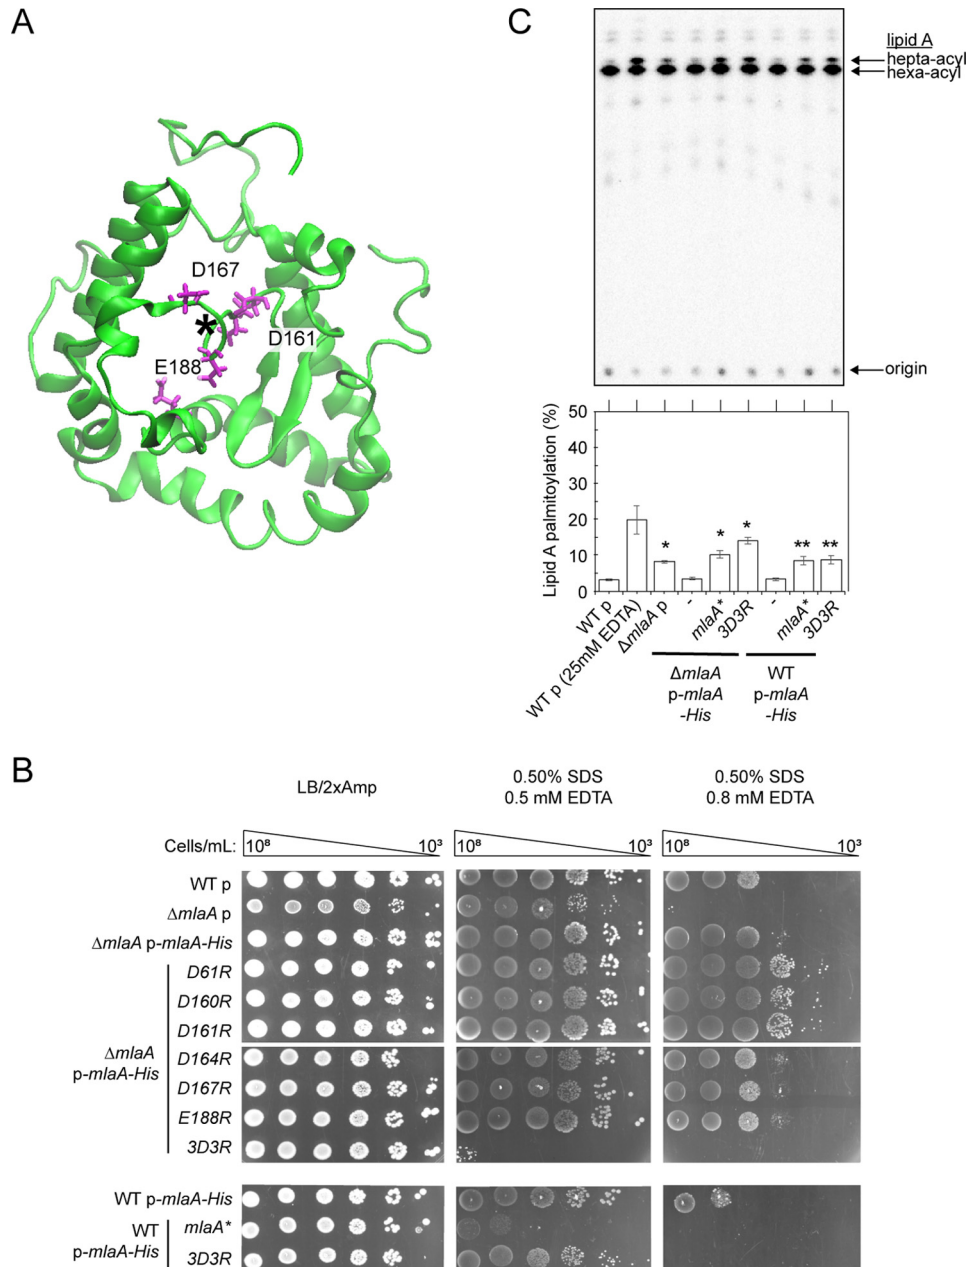 A
D167
*
D161
E188
C
lipid A
hepta-acyl
hexa-acyl
origin
Lipid A palmitoylation (%)
50
40
30
20
10
0
* * * ** **
WT p
WT p (25mM EDTA)
ΔmlaA p
-
mlaA*
3D3R
-
mlaA*
3D3R
ΔmlaA
p-mlaA
-His
WT
p-mlaA
-His
B
LB/2xAmp
0.50% SDS
0.5 mM EDTA
0.50% SDS
0.8 mM EDTA
Cells/mL: 10⁸ 10³ 10⁸ 10³ 10⁸ 10³
WT p
ΔmlaA p
ΔmlaA p-mlaA-His
D61R
D160R
D161R
ΔmlaA
p-mlaA-His
D164R
D167R
E188R
3D3R
WT p-mlaA-His
WT
p-mlaA-His
mlaA*
3D3R